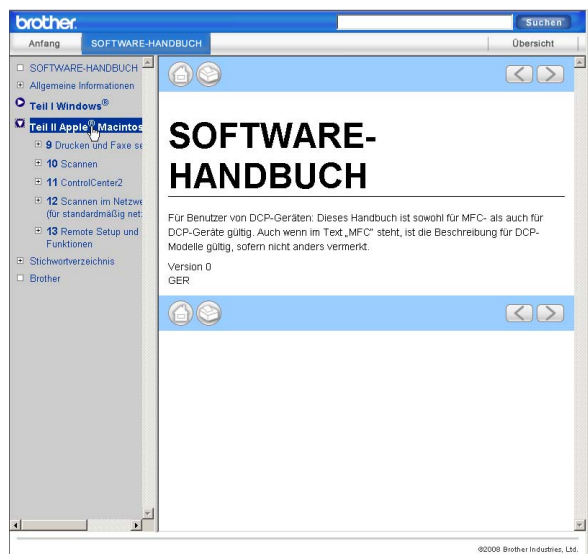 brother.
Suchen
Anfang
SOFTWARE-HANDBUCH
Übersicht
SOFTWARE-HANDBUCH
Allgemeine Informationen
Teil I Windows®
Teil II Apple® Macintos
9 Drucken und Faxe se
10 Scannen
11 ControlCenter2
12 Scannen im Netzwe
(für standardmäßig net
13 Remote Setup und
Funktionen
Stichwortverzeichnis
Brother
SOFTWARE-
HANDBUCH
Für Benutzer von DCP-Geräten: Dieses Handbuch ist sowohl für MFC- als auch für
DCP-Geräte gültig. Auch wenn im Text „MFC" steht, ist die Beschreibung für DCP-
Modelle gültig, sofern nicht anders vermerkt.
Version 0
GER
©2008 Brother Industries, Ltd.